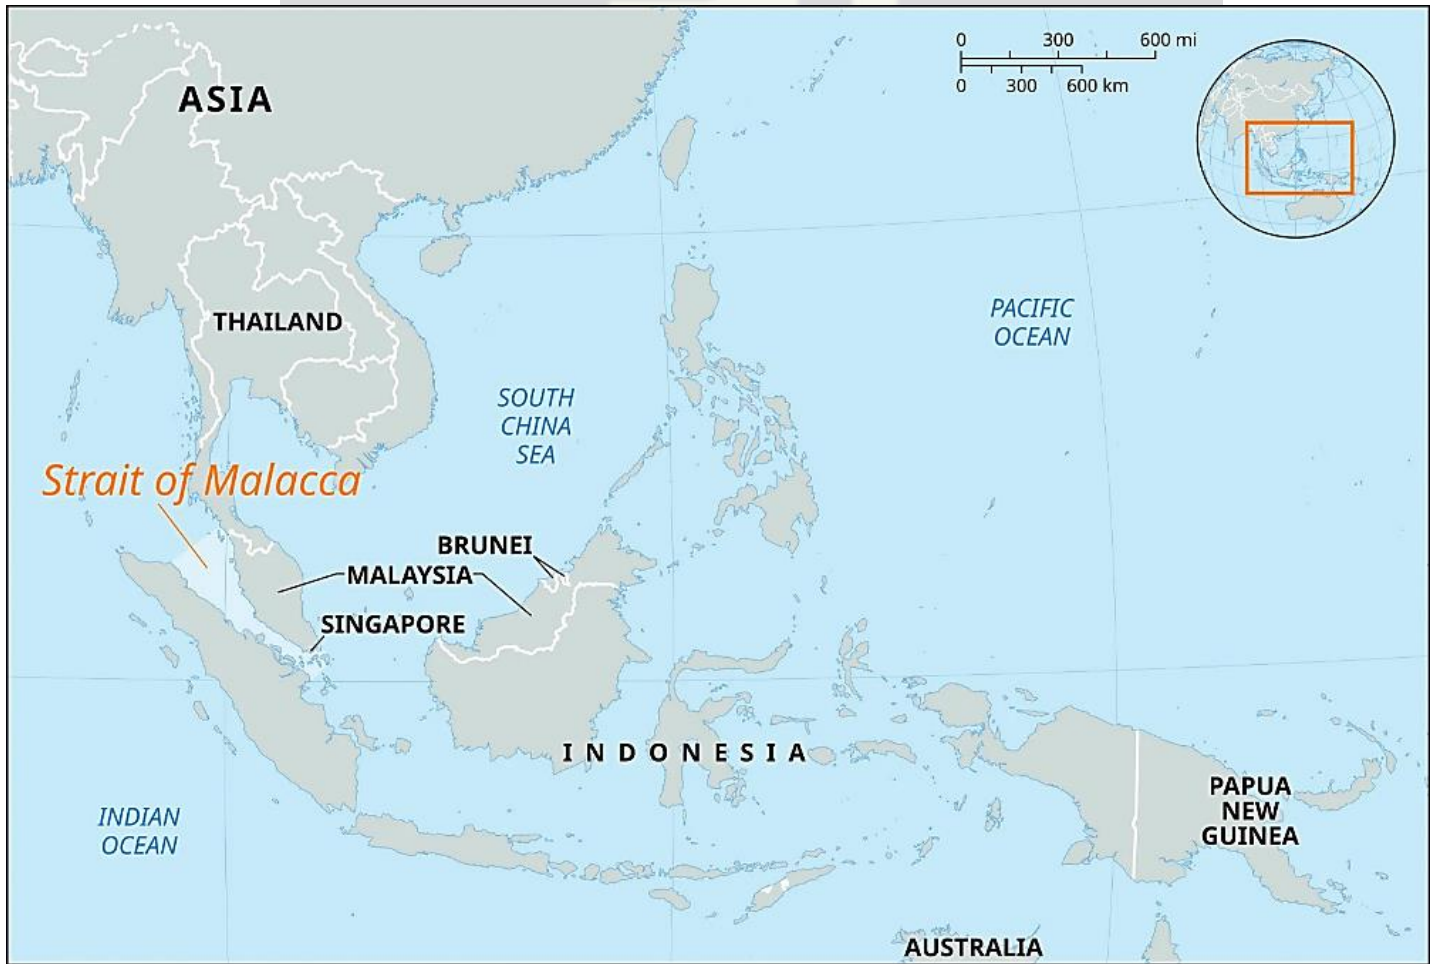 0 300 600 mi
0 300 600 km
ASIA
THAILAND
PACIFIC
OCEAN
SOUTH
CHINA
SEA
Strait of Malacca
BRUNEI
MALAYSIA
SINGAPORE
INDONESIA
PAPUA
NEW
GUINEA
INDIAN
OCEAN
AUSTRALIA